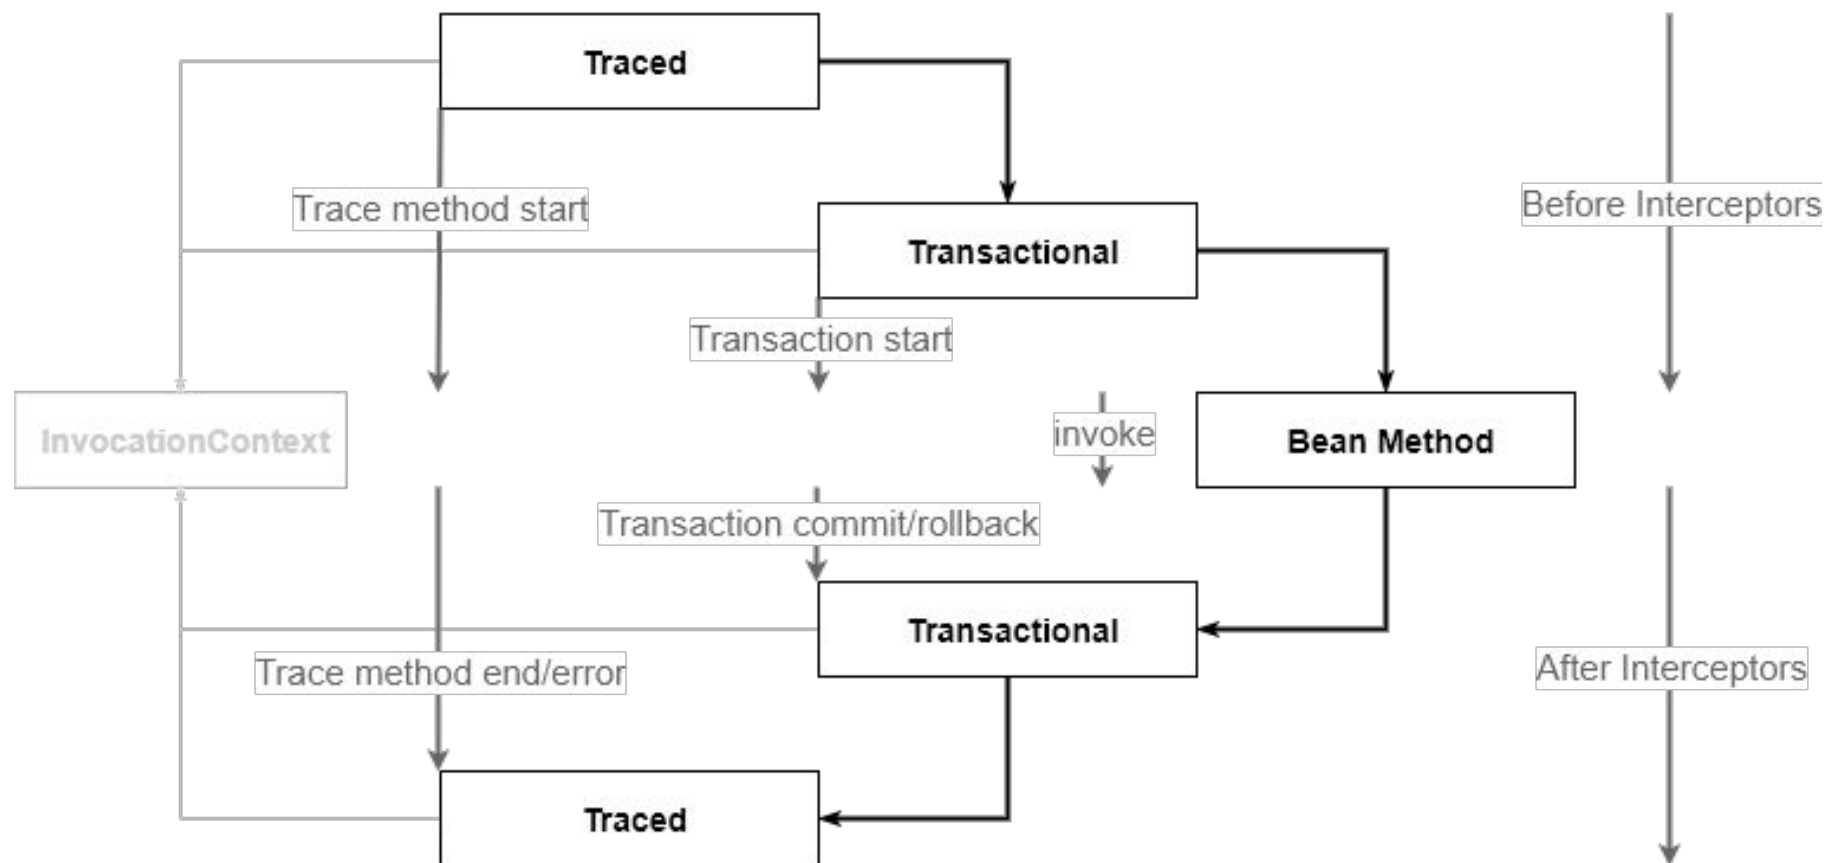 Traced
Trace method start
Before Interceptors
Transactional
Transaction start
InvocationContext
invoke
Bean Method
Transaction commit/rollback
Transactional
Trace method end/error
After Interceptors
Traced